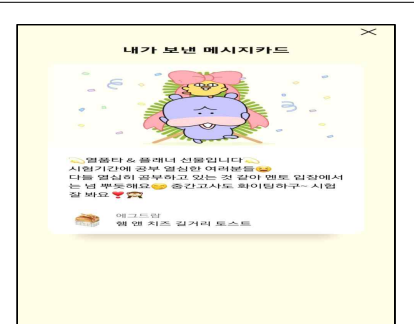 내가 보낸 메시지카드
💫열품타 & 플래너 선물입니다💫
시험기간에 공부 열심한 여러분들😄
다들 열심히 공부하고 있는 것 같아 멘토 입장에서
는 넘 뿌듯해요😊 중간고사도 화이팅하구~ 시험
잘 봐요❣️🙈
에그드랍
햄 앤 치즈 길거리 토스트